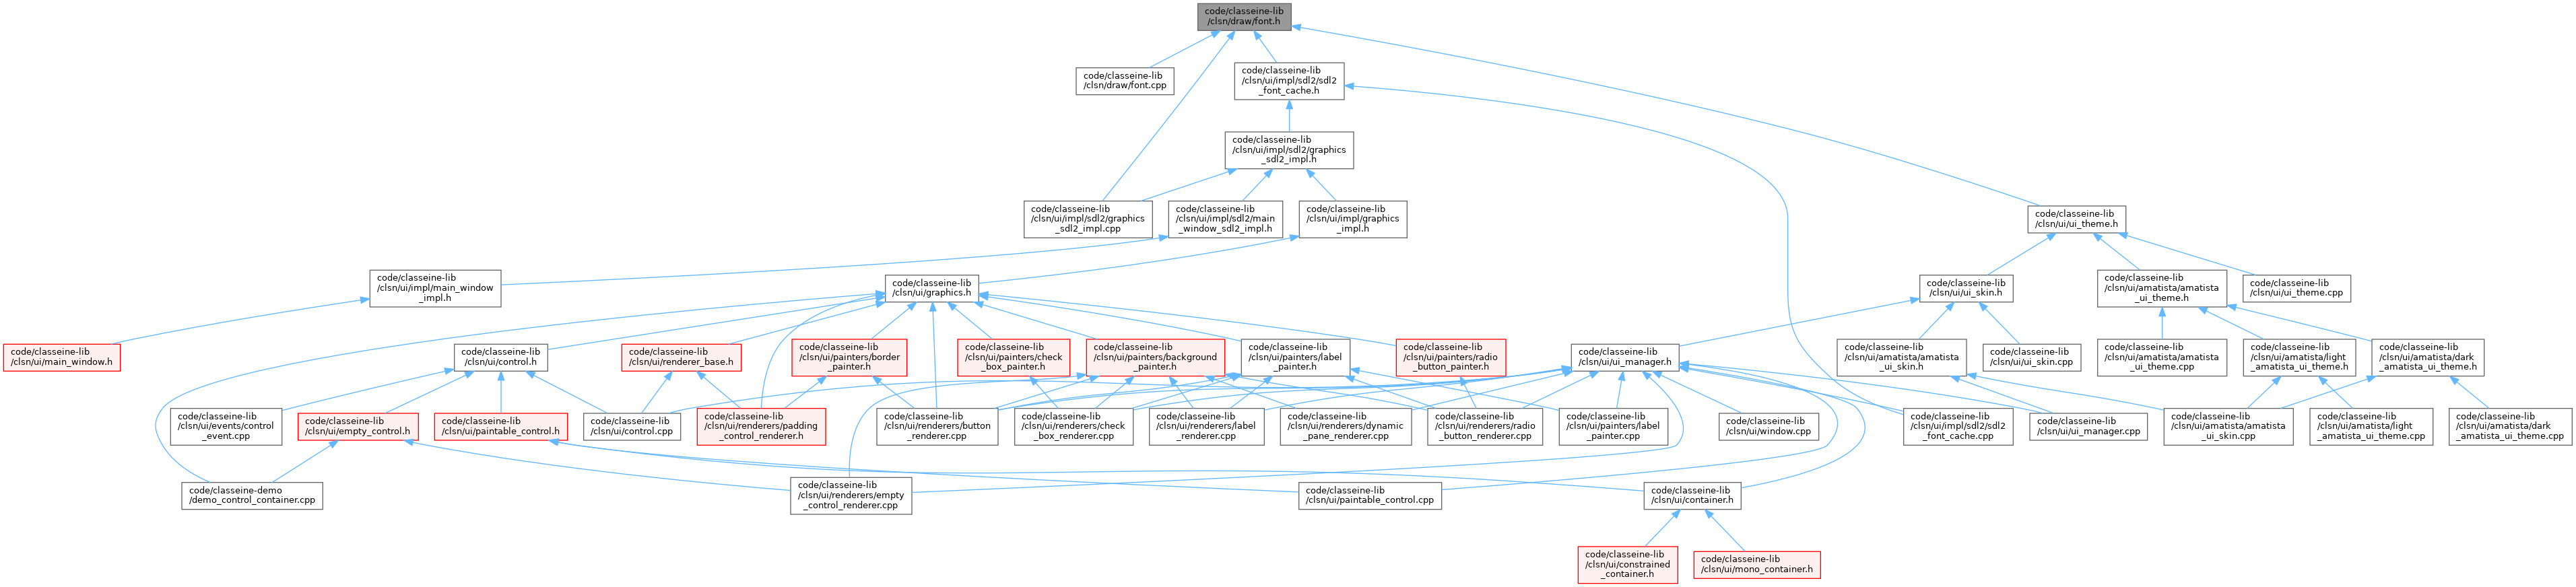 code/classeine-lib
/clsn/draw/font.h
code/classeine-lib
/clsn/draw/font.cpp
code/classeine-lib
/clsn/ui/impl/sdl2/sdl2
_font_cache.h
code/classeine-lib
/clsn/ui/impl/sdl2/graphics
_sdl2_impl.h
code/classeine-lib
/clsn/ui/impl/sdl2/graphics
_sdl2_impl.cpp
code/classeine-lib
/clsn/ui/impl/sdl2/main
_window_sdl2_impl.h
code/classeine-lib
/clsn/ui/impl/graphics
_impl.h
code/classeine-lib
/clsn/ui/ui_theme.h
code/classeine-lib
/clsn/ui/impl/main_window
_impl.h
code/classeine-lib
/clsn/ui/graphics.h
code/classeine-lib
/clsn/ui/ui_skin.h
code/classeine-lib
/clsn/ui/amatista/amatista
_ui_theme.h
code/classeine-lib
/clsn/ui/ui_theme.cpp
code/classeine-lib
/clsn/ui/main_window.h
code/classeine-lib
/clsn/ui/control.h
code/classeine-lib
/clsn/ui/renderer_base.h
code/classeine-lib
/clsn/ui/painters/border
_painter.h
code/classeine-lib
/clsn/ui/painters/check
_box_painter.h
code/classeine-lib
/clsn/ui/painters/background
_painter.h
code/classeine-lib
/clsn/ui/painters/label
_painter.h
code/classeine-lib
/clsn/ui/painters/radio
_button_painter.h
code/classeine-lib
/clsn/ui/ui_manager.h
code/classeine-lib
/clsn/ui/amatista/amatista
_ui_skin.h
code/classeine-lib
/clsn/ui/ui_skin.cpp
code/classeine-lib
/clsn/ui/amatista/amatista
_ui_theme.cpp
code/classeine-lib
/clsn/ui/amatista/light
_amatista_ui_theme.h
code/classeine-lib
/clsn/ui/amatista/dark
_amatista_ui_theme.h
code/classeine-lib
/clsn/ui/events/control
_event.cpp
code/classeine-lib
/clsn/ui/empty_control.h
code/classeine-lib
/clsn/ui/paintable_control.h
code/classeine-lib
/clsn/ui/control.cpp
code/classeine-lib
/clsn/ui/renderers/padding
_control_renderer.h
code/classeine-lib
/clsn/ui/renderers/button
_renderer.cpp
code/classeine-lib
/clsn/ui/renderers/check
_box_renderer.cpp
code/classeine-lib
/clsn/ui/renderers/label
_renderer.cpp
code/classeine-lib
/clsn/ui/renderers/dynamic
_pane_renderer.cpp
code/classeine-lib
/clsn/ui/renderers/radio
_button_renderer.cpp
code/classeine-lib
/clsn/ui/painters/label
_painter.cpp
code/classeine-lib
/clsn/ui/window.cpp
code/classeine-lib
/clsn/ui/impl/sdl2/sdl2
_font_cache.cpp
code/classeine-lib
/clsn/ui/ui_manager.cpp
code/classeine-lib
/clsn/ui/amatista/amatista
_ui_skin.cpp
code/classeine-lib
/clsn/ui/amatista/light
_amatista_ui_theme.cpp
code/classeine-lib
/clsn/ui/amatista/dark
_amatista_ui_theme.cpp
code/classeine-demo
/demo_control_container.cpp
code/classeine-lib
/clsn/ui/renderers/empty
_control_renderer.cpp
code/classeine-lib
/clsn/ui/paintable_control.cpp
code/classeine-lib
/clsn/ui/container.h
code/classeine-lib
/clsn/ui/constrained
_container.h
code/classeine-lib
/clsn/ui/mono_container.h